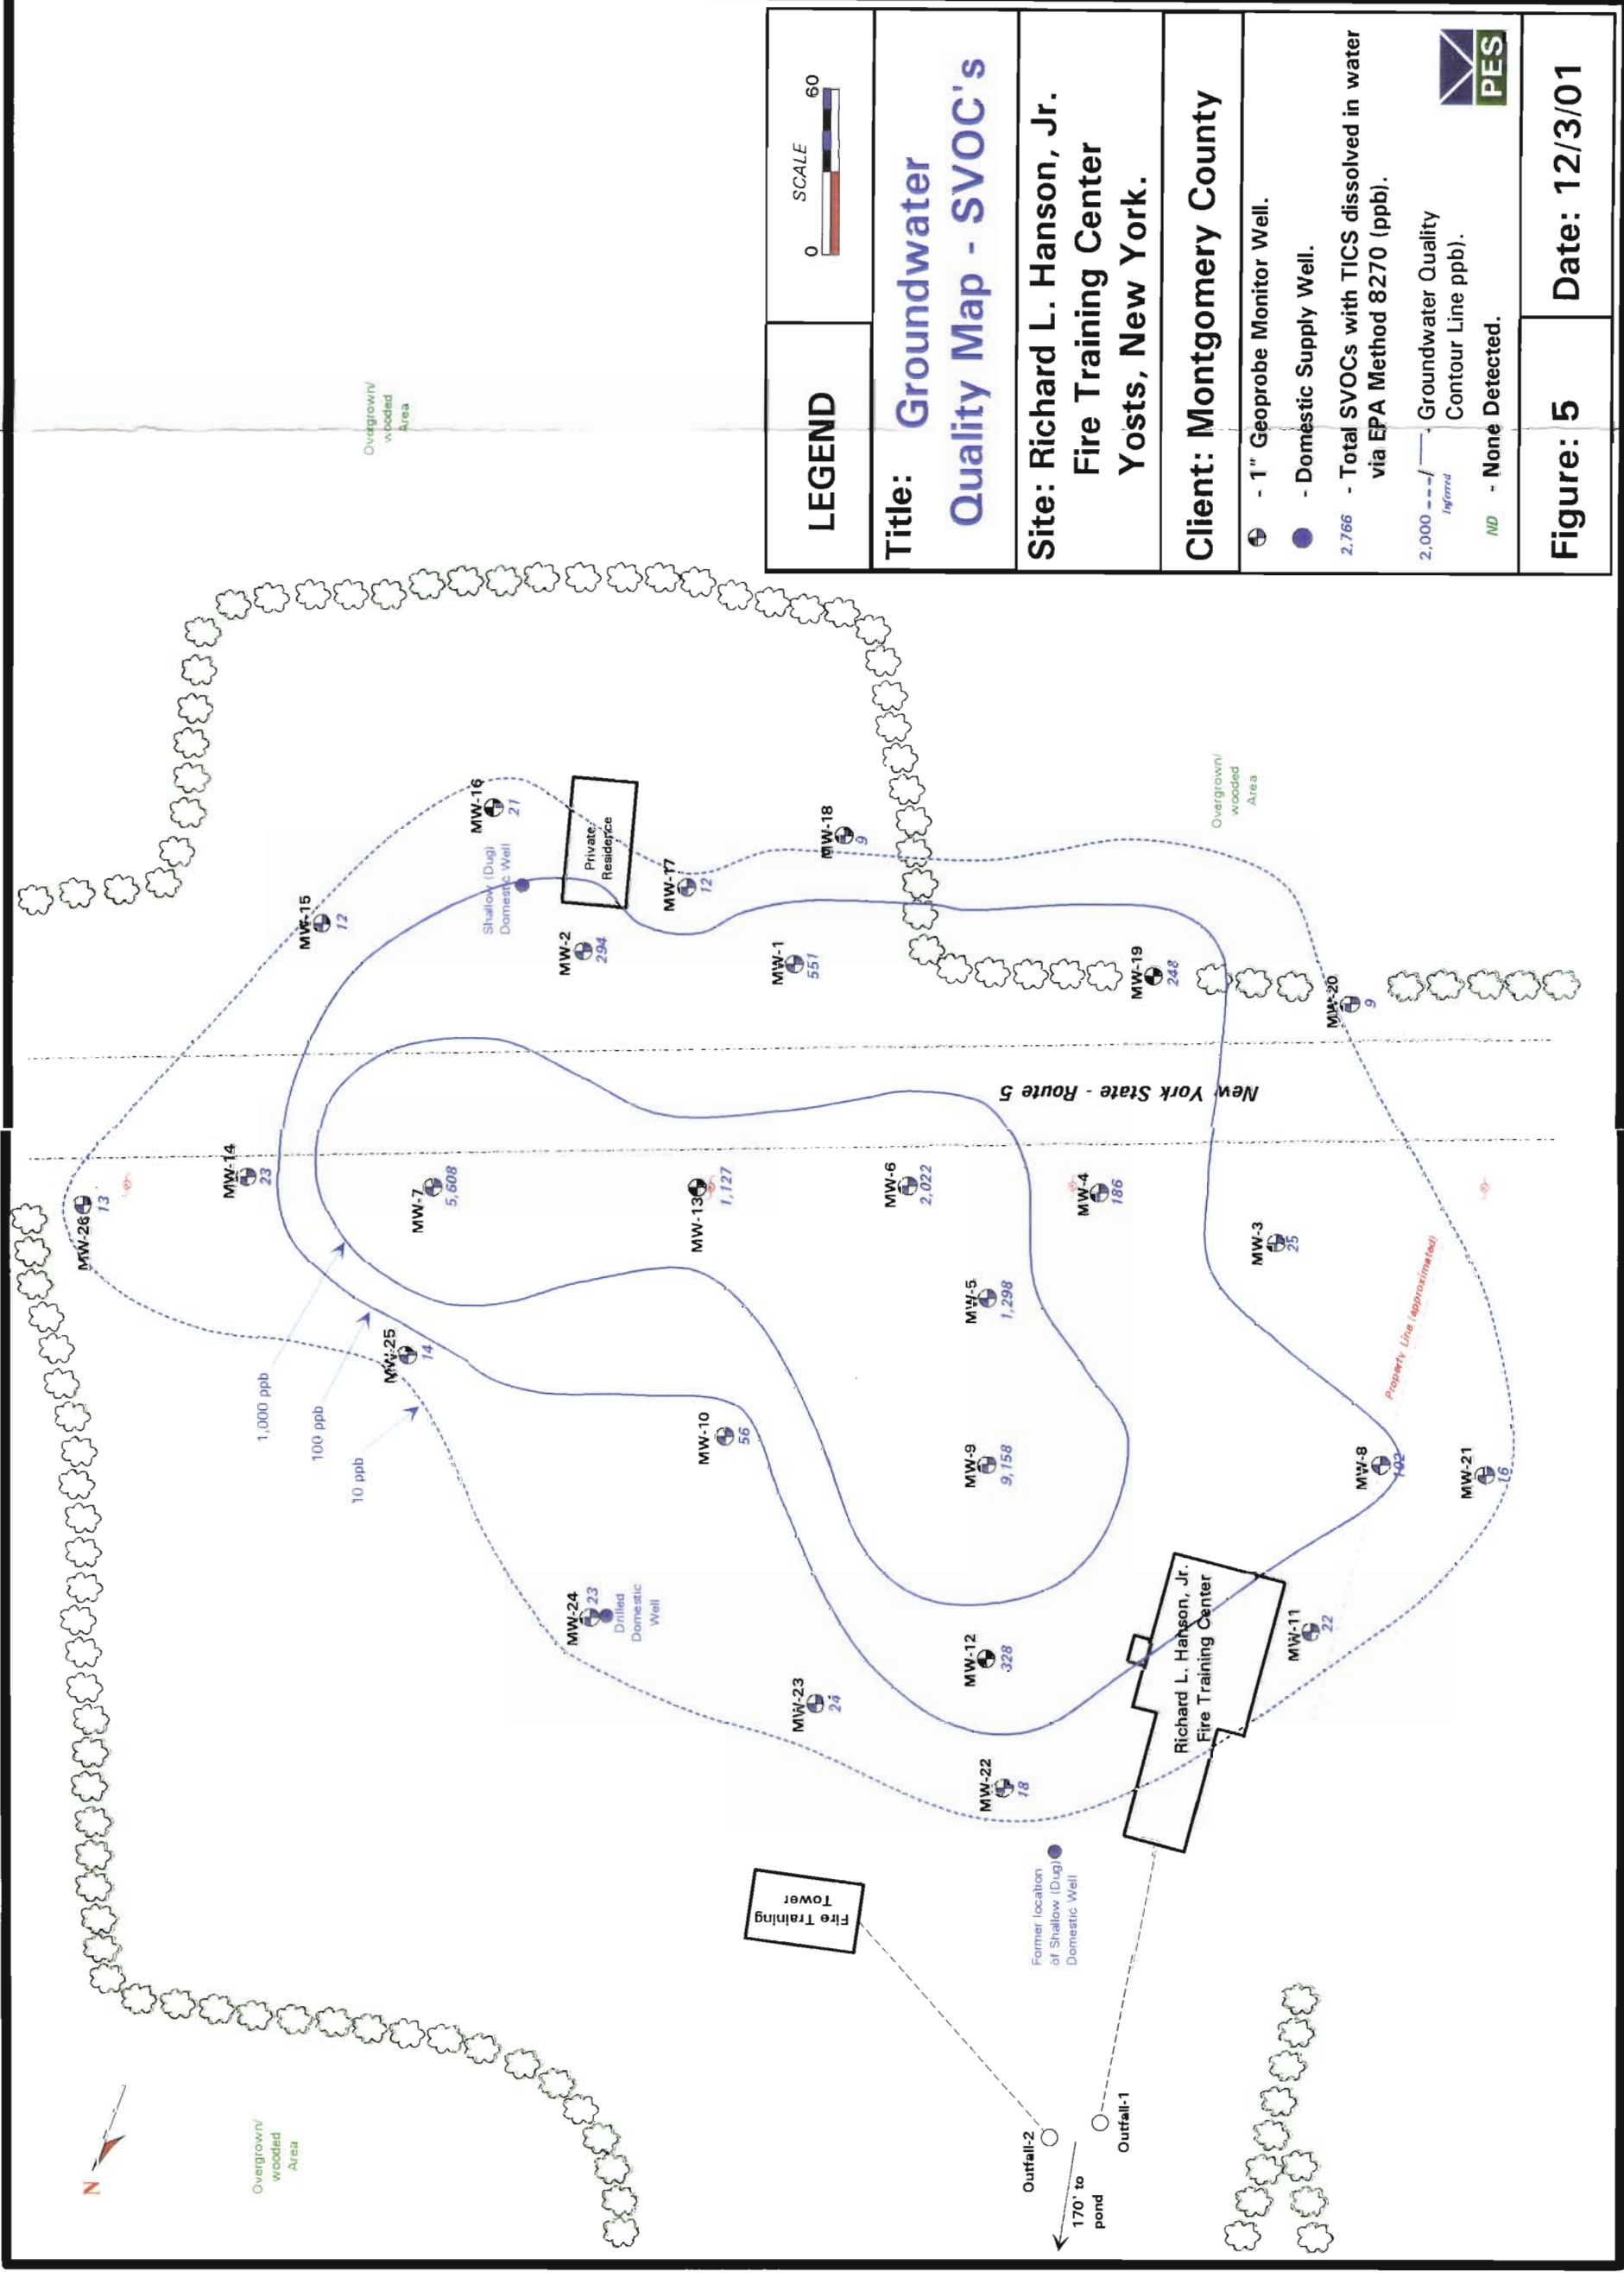 LEGEND
SCALE
0
60
Title: Groundwater
Quality Map - SVOC's
Site: Richard L. Hanson, Jr.
Fire Training Center
Yosts, New York.
Client: Montgomery County
- 1" Geoprobe Monitor Well.
- Domestic Supply Well.
2,766 - Total SVOCs with TICS dissolved in water
via EPA Method 8270 (ppb).
2,000 ---/—— - Groundwater Quality
Inferred
Contour Line ppb).
ND - None Detected.
PES
Figure: 5
Date: 12/3/01
N
Overgrown/
wooded
Area
Overgrown/
wooded
Area
Overgrown/
wooded
Area
Outfall-2
170' to
pond
Outfall-1
Fire Training
Tower
Former location
of Shallow (Dug)
Domestic Well
Richard L. Hanson, Jr.
Fire Training Center
MW-22
18
MW-23
24
MW-12
328
MW-24
23
Drilled
Domestic
Well
MW-11
22
MW-10
56
MW-9
9,158
MW-8
102
MW-21
16
10 ppb
100 ppb
1,000 ppb
MW-25
14
MW-5
1,298
Property Line (approximated)
MW-26
13
MW-14
23
MW-7
5,608
MW-13
1,127
MW-6
2,022
MW-4
186
MW-3
25
New York State - Route 5
MW-15
12
Shallow (Dug)
Domestic Well
MW-2
294
MW-1
551
MW-19
248
MW-20
9
MW-16
21
Private
Residence
MW-17
12
MW-18
9